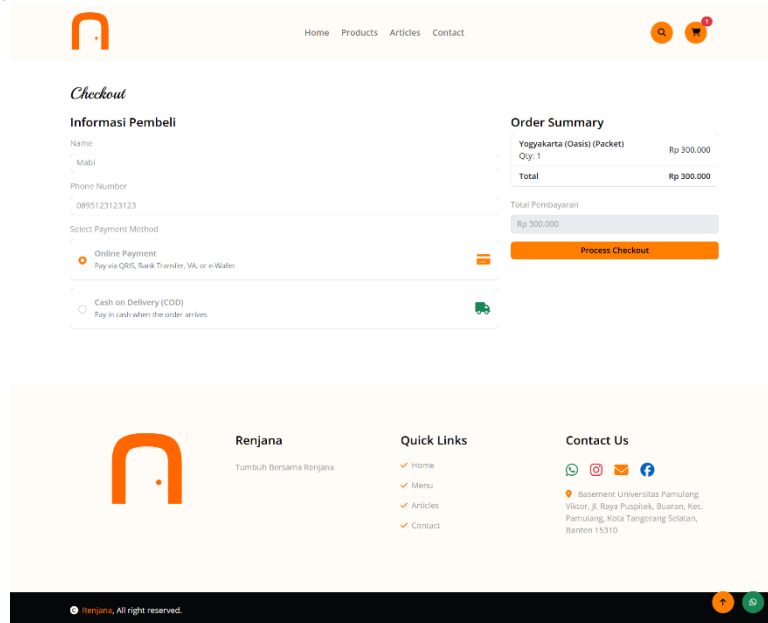 Home Products Articles Contact
1
Checkout
Informasi Pembeli
Name
Mabi
Phone Number
0895123123123
Select Payment Method
Online Payment
Pay via QRIS, Bank Transfer, VA, or e-Wallet
Cash on Delivery (COD)
Pay in cash when the order arrives
Order Summary
Yogyakarta (Oasis) (Packet)
Qty: 1
Rp 300.000
Total
Rp 300.000
Total Pembayaran
Rp 300.000
Process Checkout
Renjana
Tumbuh Bersama Renjana
Quick Links
Home
Menu
Articles
Contact
Contact Us
Basement Universitas Pamulang
Viktor, Jl. Raya Puspitek, Buaran, Kec.
Pamulang, Kota Tangerang Selatan,
Banten 15310
Renjana, All right reserved.